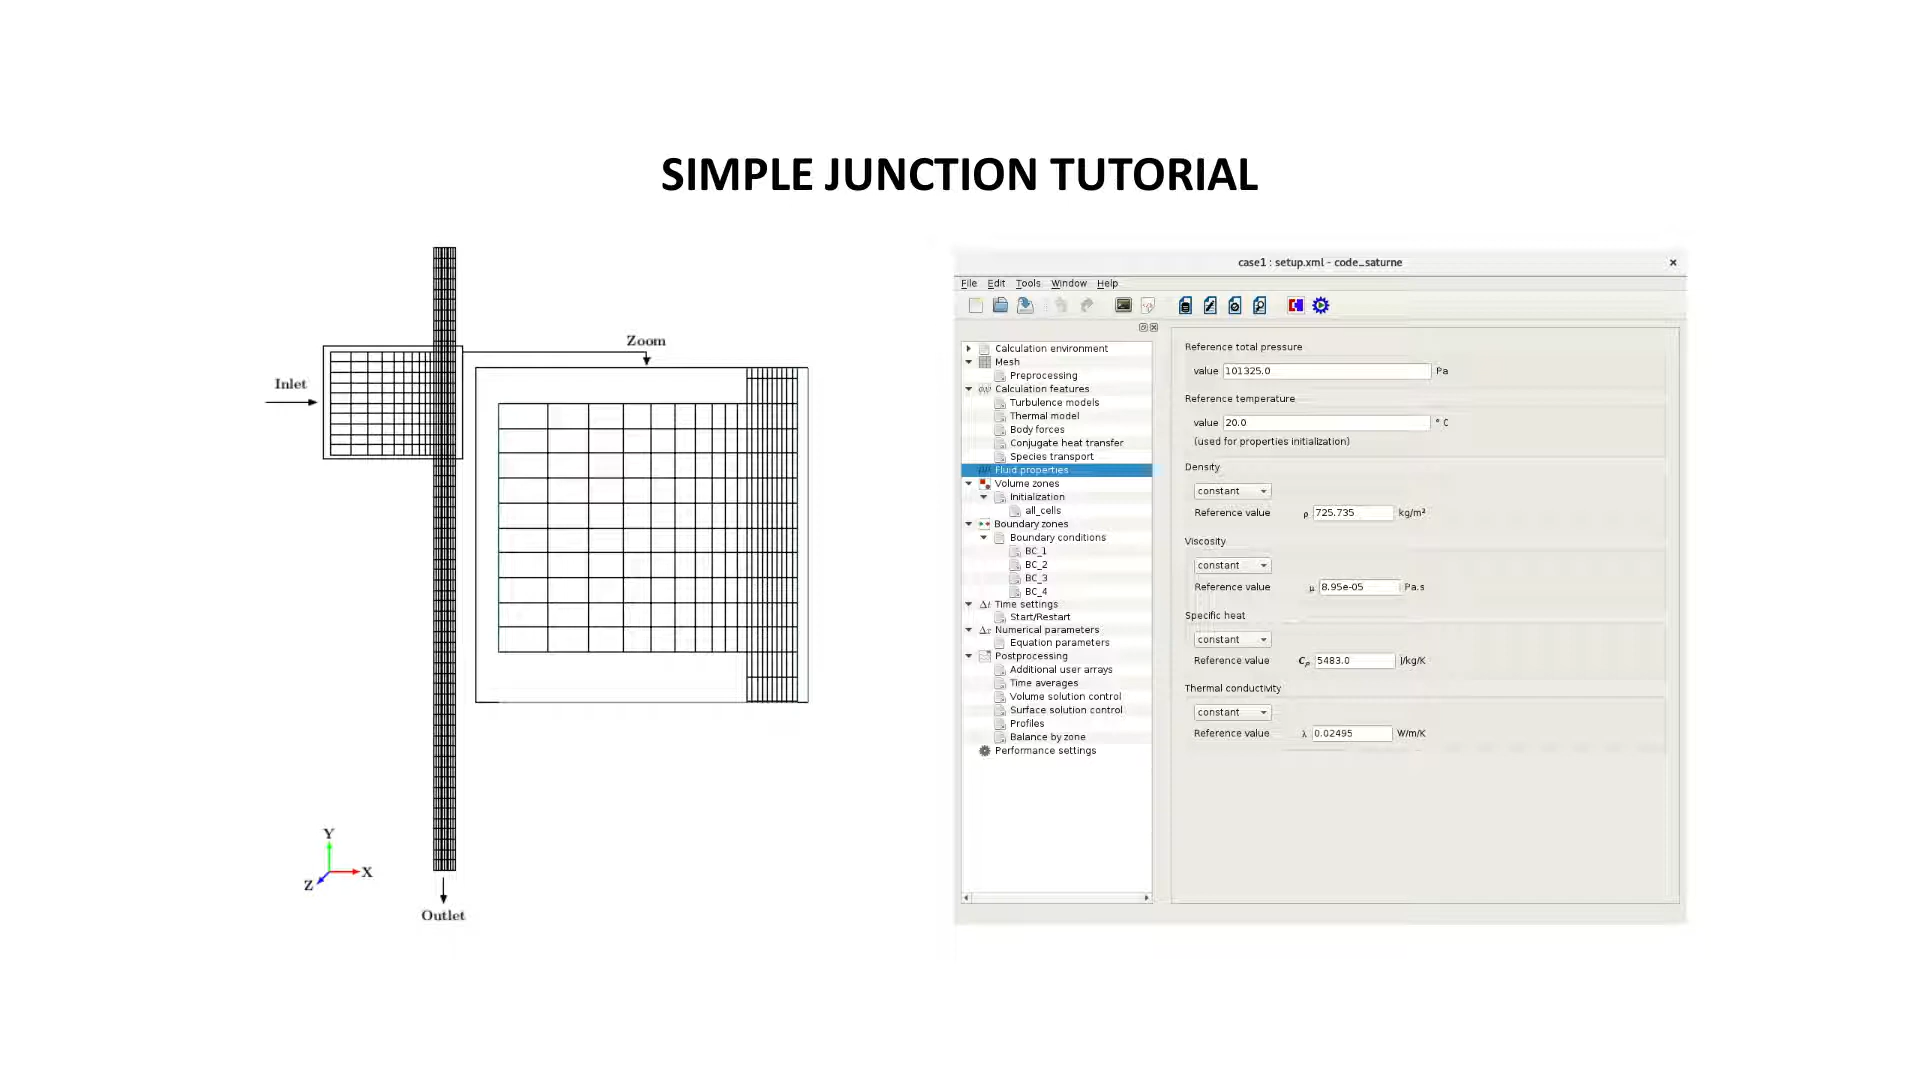 SIMPLE JUNCTION TUTORIAL
Inlet
Zoom
Y
X
Z
Outlet
case1 : setup.xml - code_saturne
File Edit Tools Window Help
Calculation environment
Mesh
Preprocessing
Calculation features
Turbulence models
Thermal model
Body forces
Conjugate heat transfer
Species transport
Fluid properties
Volume zones
Initialization
all_cells
Boundary zones
Boundary conditions
BC_1
BC_2
BC_3
BC_4
Δt Time settings
Start/Restart
Δx Numerical parameters
Equation parameters
Postprocessing
Additional user arrays
Time averages
Volume solution control
Surface solution control
Profiles
Balance by zone
Performance settings
Reference total pressure
value 101325.0 Pa
Reference temperature
value 20.0 ° C
(used for properties initialization)
Density
constant
Reference value ρ 725.735 kg/m³
Viscosity
constant
Reference value μ 8.95e-05 Pa.s
Specific heat
constant
Reference value Cp 5483.0 J/kg/K
Thermal conductivity
constant
Reference value λ 0.02495 W/m/K